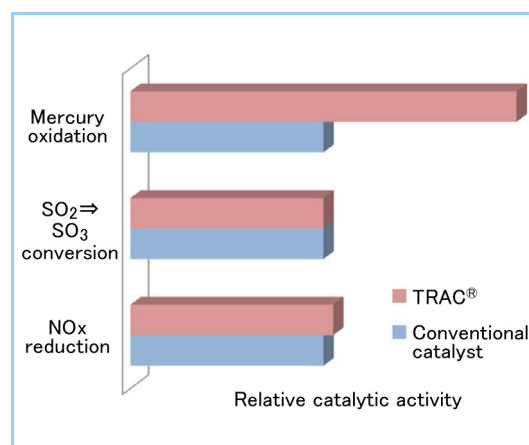 Mercury
oxidation
SO₂⇒
SO₃
conversion
NOx
reduction
TRAC®
Conventional
catalyst
Relative catalytic activity